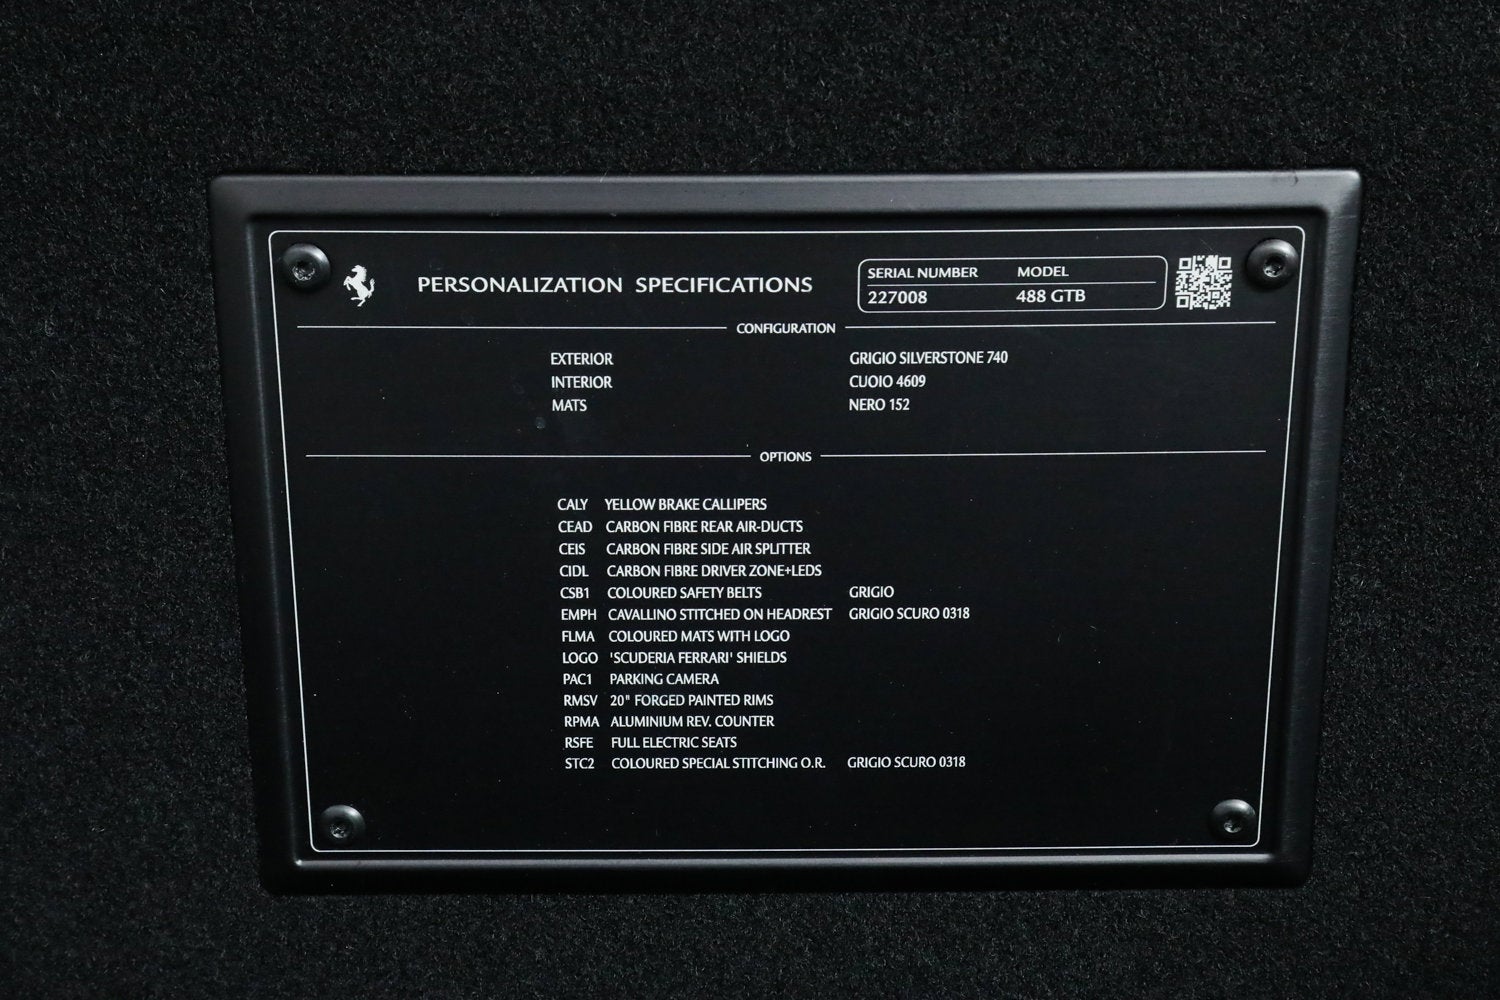 PERSONALIZATION SPECIFICATIONS
SERIAL NUMBER MODEL
227008 488 GTB
CONFIGURATION
EXTERIOR GRIGIO SILVERSTONE 740
INTERIOR CUOIO 4609
MATS NERO 152
OPTIONS
CALY YELLOW BRAKE CALLIPERS
CEAD CARBON FIBRE REAR AIR-DUCTS
CEIS CARBON FIBRE SIDE AIR SPLITTER
CIDL CARBON FIBRE DRIVER ZONE+LEDS
CSB1 COLOURED SAFETY BELTS GRIGIO
EMPH CAVALLINO STITCHED ON HEADREST GRIGIO SCURO 0318
FLMA COLOURED MATS WITH LOGO
LOGO 'SCUDERIA FERRARI' SHIELDS
PAC1 PARKING CAMERA
RMSV 20" FORGED PAINTED RIMS
RPMA ALUMINIUM REV. COUNTER
RSFE FULL ELECTRIC SEATS
STC2 COLOURED SPECIAL STITCHING O.R. GRIGIO SCURO 0318